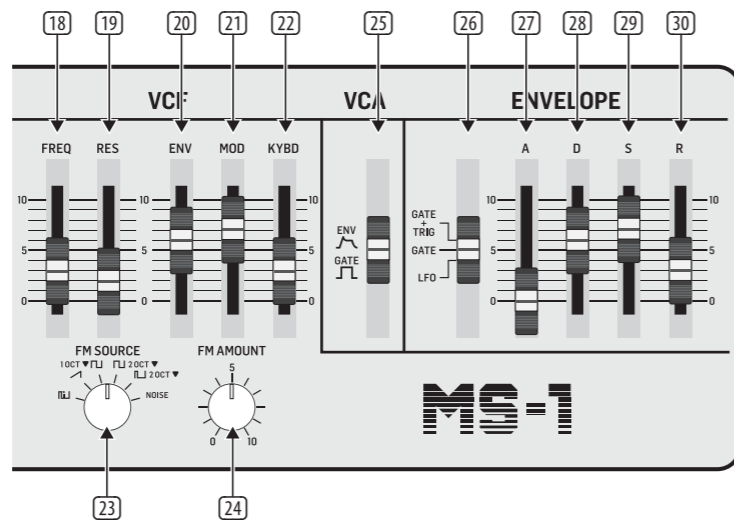 18 19 20 21 22 25 26 27 28 29 30
VCF VCA ENVELOPE
FREQ RES ENV MOD KYBD A D S R
10 10 10 10
5 5 5 5
0 0 0 0
ENV
GATE
GATE
+
TRIG
GATE
LFO
FM SOURCE FM AMOUNT
1 OCT ▼ 2 OCT ▼
2 OCT ▼
NOISE
5
0 10
MS-1
23 24